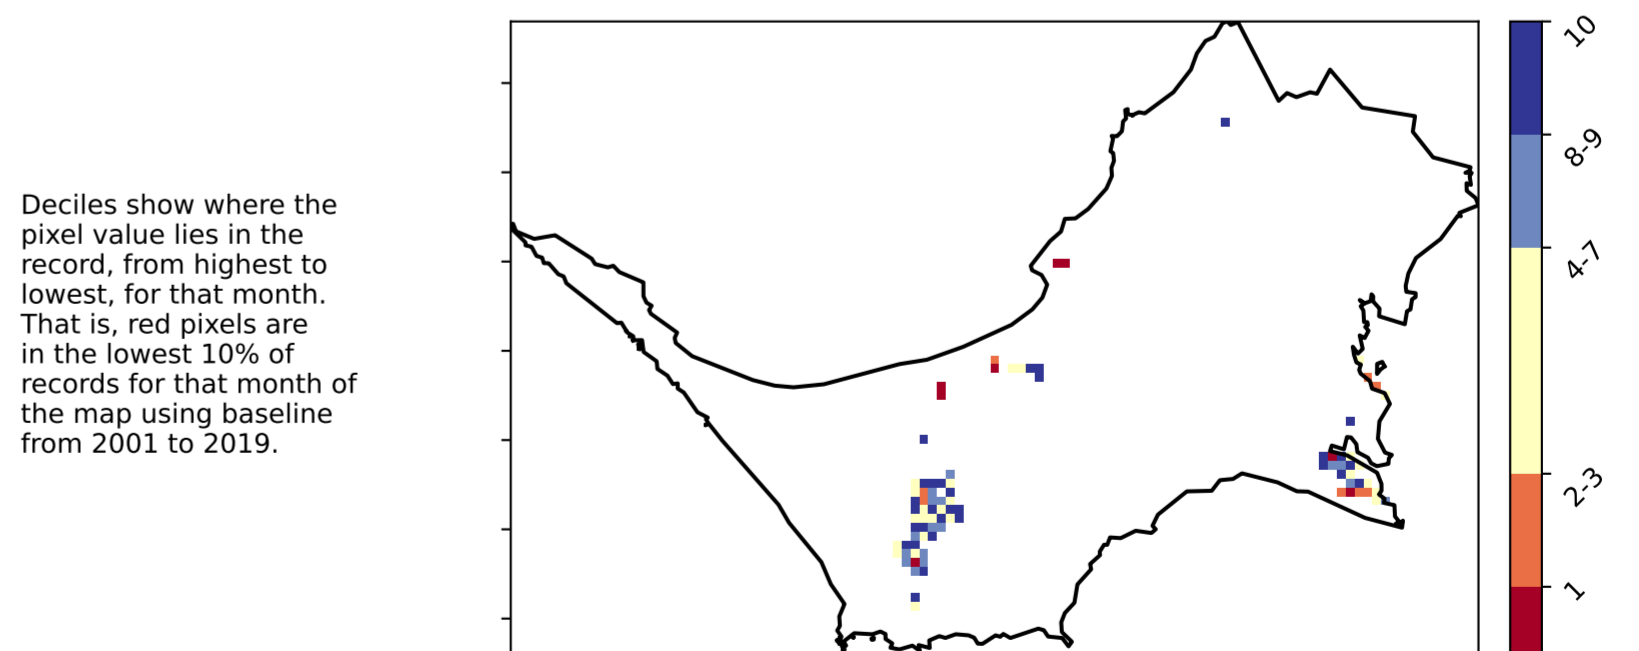 Deciles show where the
pixel value lies in the
record, from highest to
lowest, for that month.
That is, red pixels are
in the lowest 10% of
records for that month of
the map using baseline
from 2001 to 2019.
10
8-9
4-7
2-3
1